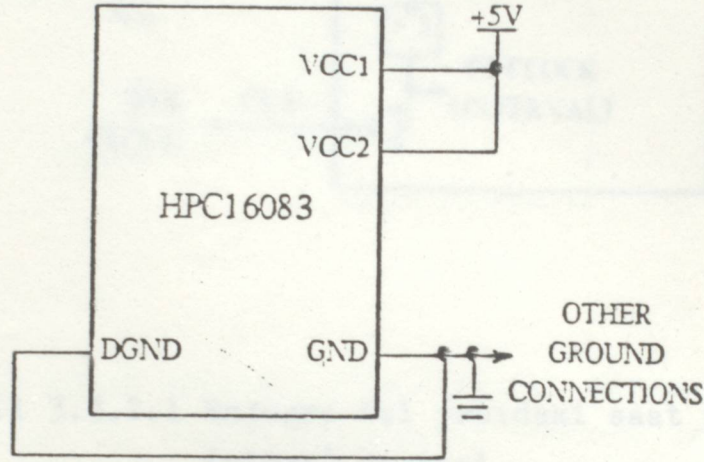 +5V
VCC1
VCC2
HPC16083
DGND
GND
OTHER
GROUND
CONNECTIONS